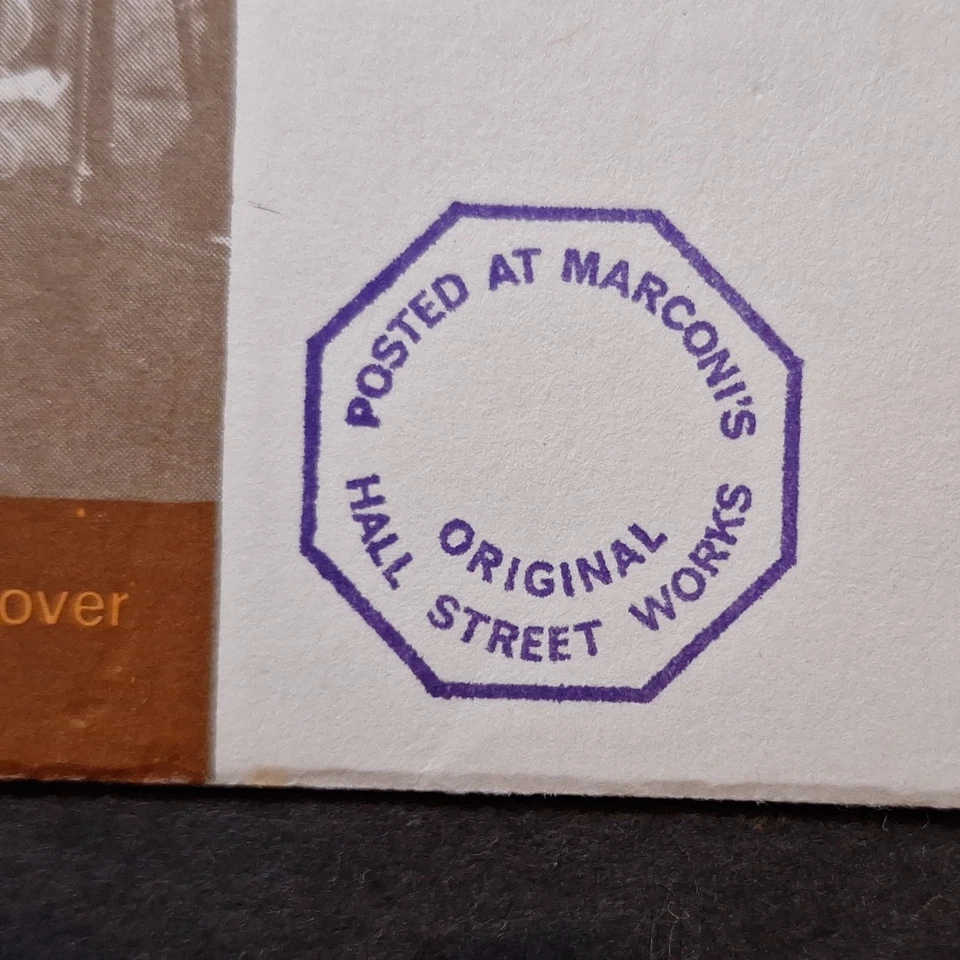 POSTED AT MARCONI'S
ORIGINAL
HALL STREET WORKS
over